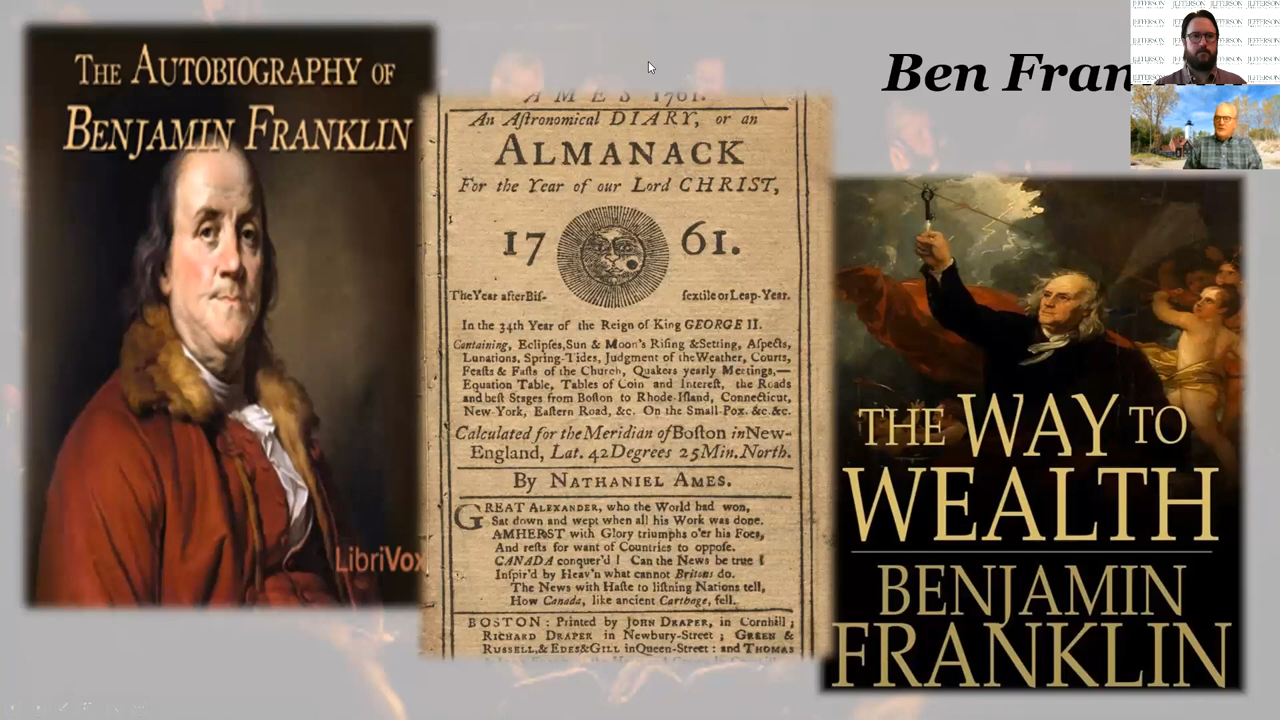 THE AUTOBIOGRAPHY OF
BENJAMIN FRANKLIN
LibriVox
AMES 1761.
An Aſtronomical DIARY, or an
ALMANACK
For the Year of our Lord CHRIST,
17 61.
The Year after Biſ- ſextile or Leap-Year.
In the 34th Year of the Reign of King GEORGE II.
Containing, Eclipſes, Sun & Moon's Riſing & Setting, Aſpects,
Lunations, Spring-Tides, Judgment of the Weather, Courts,
Feaſts & Faſts of the Church, Quakers yearly Meetings,—
Equation Table, Tables of Coin and Intereſt, the Roads
and beſt Stages from Boſton to Rhode-Iſland, Connecticut,
New-York, Eaſtern Road, &c. On the Small-Pox. &c. &c.
Calculated for the Meridian of Boſton in New-
England, Lat. 42 Degrees 25 Min. North.
By NATHANIEL AMES.
GREAT ALEXANDER, who the World had won,
Sat down and wept when all his Work was done.
AMHERST with Glory triumphs o'er his Foes,
And reſts for want of Countries to oppoſe.
CANADA conquer'd ! Can the News be true !
Inſpir'd by Heav'n what cannot Britons do.
The News with Haſte to liſtning Nations tell,
How Canada, like ancient Carthage, fell.
BOSTON : Printed by JOHN DRAPER, in Cornhill ;
RICHARD DRAPER in Newbury-Street ; GREEN &
RUSSELL, & EDES & GILL in Queen-Street : and THOMAS
Ben Fran
JEFFERSON JEFFERSON JEFFERSON
THE WAY TO
WEALTH
BENJAMIN
FRANKLIN